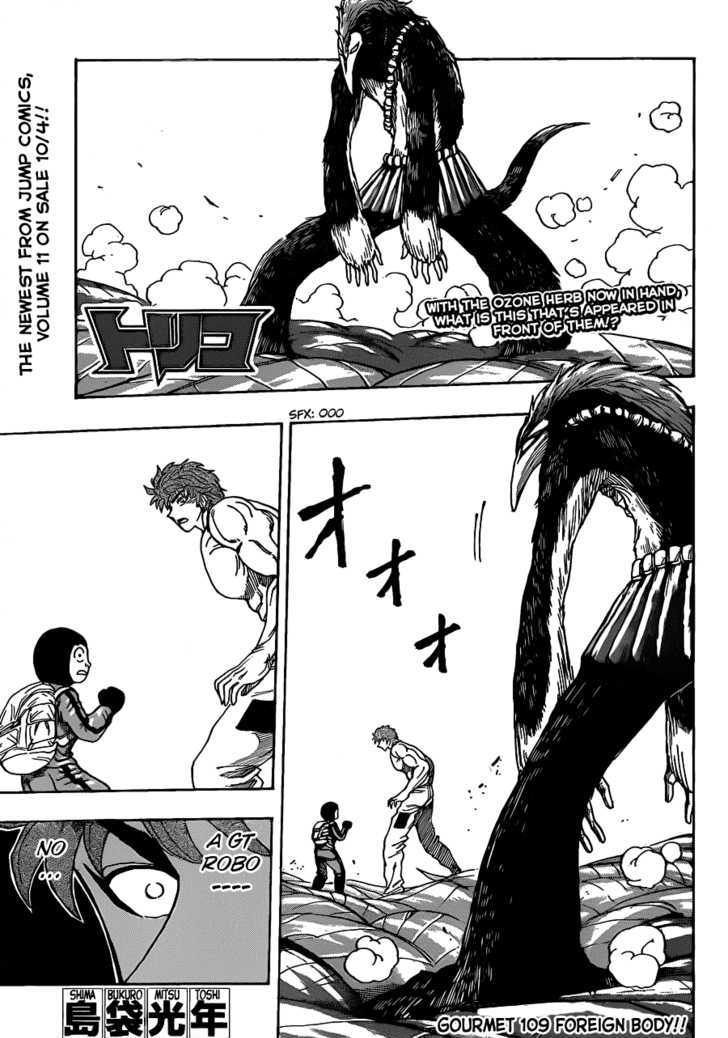 THE NEWEST FROM JUMP COMICS,
VOLUME 11 ON SALE 10/4!!
トリコ
WITH THE OZONE HERB NOW IN HAND,
WHAT IS THIS THAT'S APPEARED IN
FRONT OF THEM!?
SFX: OOO
オオオ
A GT
ROBO
----
NO
...
SHIMA BUKURO MITSU TOSHI
島袋光年
GOURMET 109 FOREIGN BODY!!